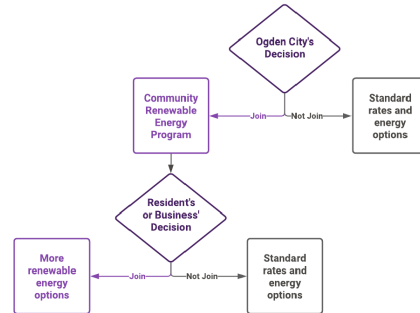 Ogden City's
Decision
Community
Renewable
Energy
Program
Join
Not Join
Standard
rates and
energy
options
Resident's
or Business'
Decision
More
renewable
energy
options
Join
Not Join
Standard
rates and
energy
options